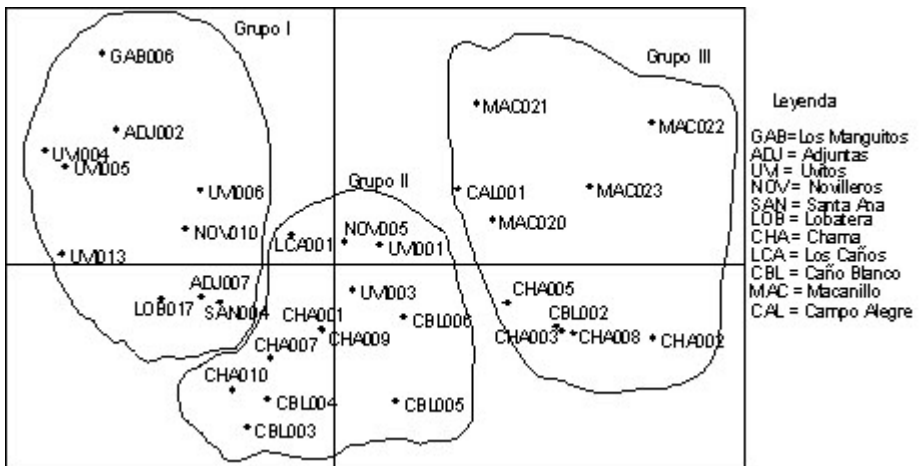 Grupo I
GAB006
ADJ002
UVI004
UVI005
UVI006
NOV010
UVI013
ADJ007
LOB017
SAN004
Grupo II
LCA001
NOV005
UVI001
UVI003
CHA001
CBL006
CHA009
CHA007
CHA010
CBL004
CBL005
CBL003
Grupo III
MAC021
MAC022
CAL001
MAC023
MAC020
CHA005
CBL002
CHA003
CHA008
CHA002
Leyenda
GAB=Los Manguitos
ADJ = Adjuntas
UVI = Uvitos
NOV = Novilleros
SAN = Santa Ana
LOB = Lobatera
CHA = Chama
LCA = Los Caños
CBL = Caño Blanco
MAC = Macanillo
CAL = Campo Alegre